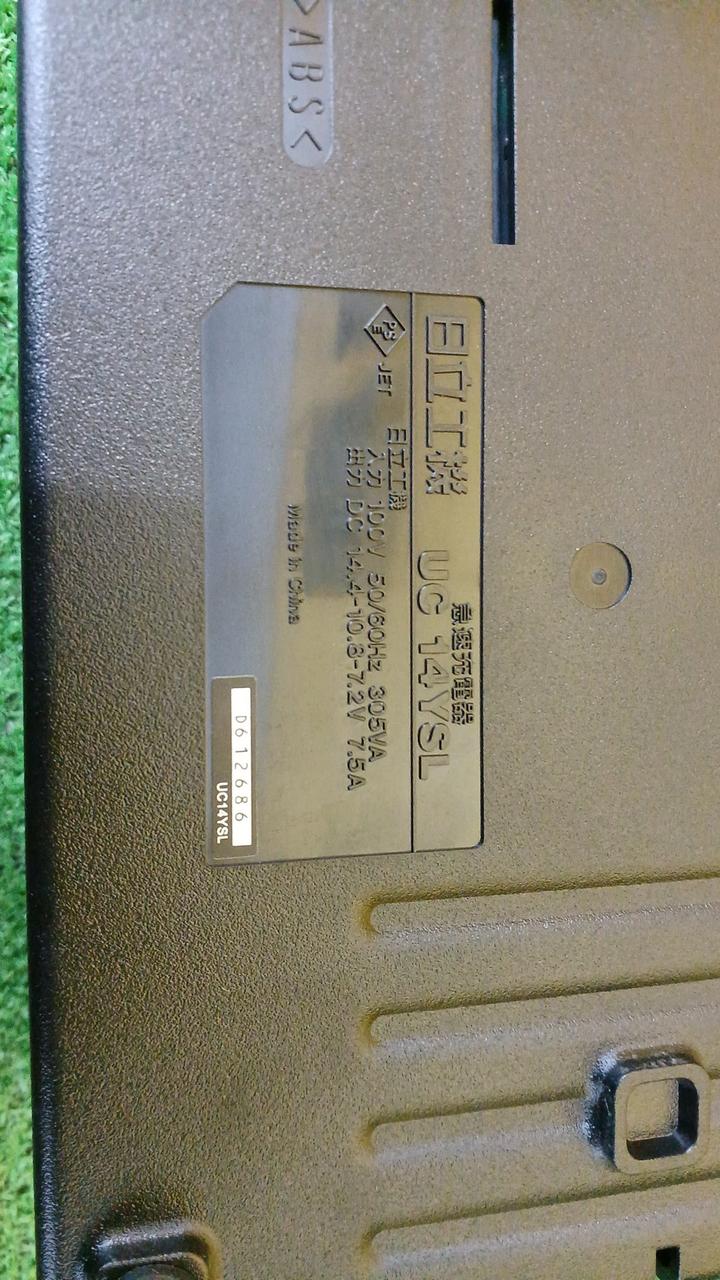 >ABS<
急速充電器
日立工機 UC 14YSL
PS
E
JET
日立工機
入力 100V 50/60Hz 305VA
出力 DC 14.4-10.8-7.2V 7.5A
Made in China
D612686
UC14YSL